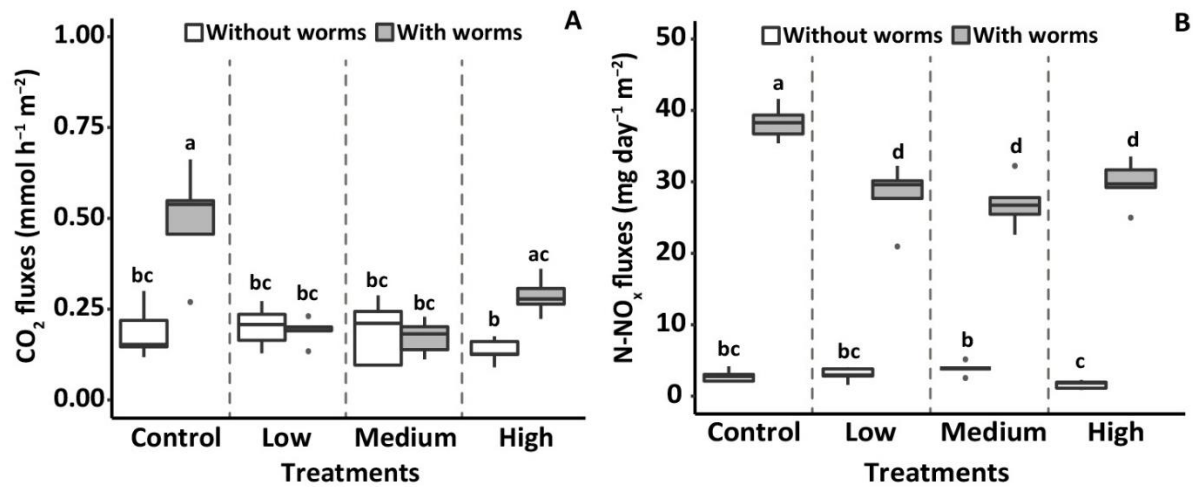 Without worms With worms
A
CO₂ fluxes (mmol h⁻¹ m⁻²)
1.00
0.75
0.50
0.25
0.00
bc
a
bc
bc
bc
bc
b
ac
Control Low Medium High
Treatments
Without worms With worms
B
N-NOₓ fluxes (mg day⁻¹ m⁻²)
50
40
30
20
10
0
bc
a
bc
d
b
d
c
d
Control Low Medium High
Treatments